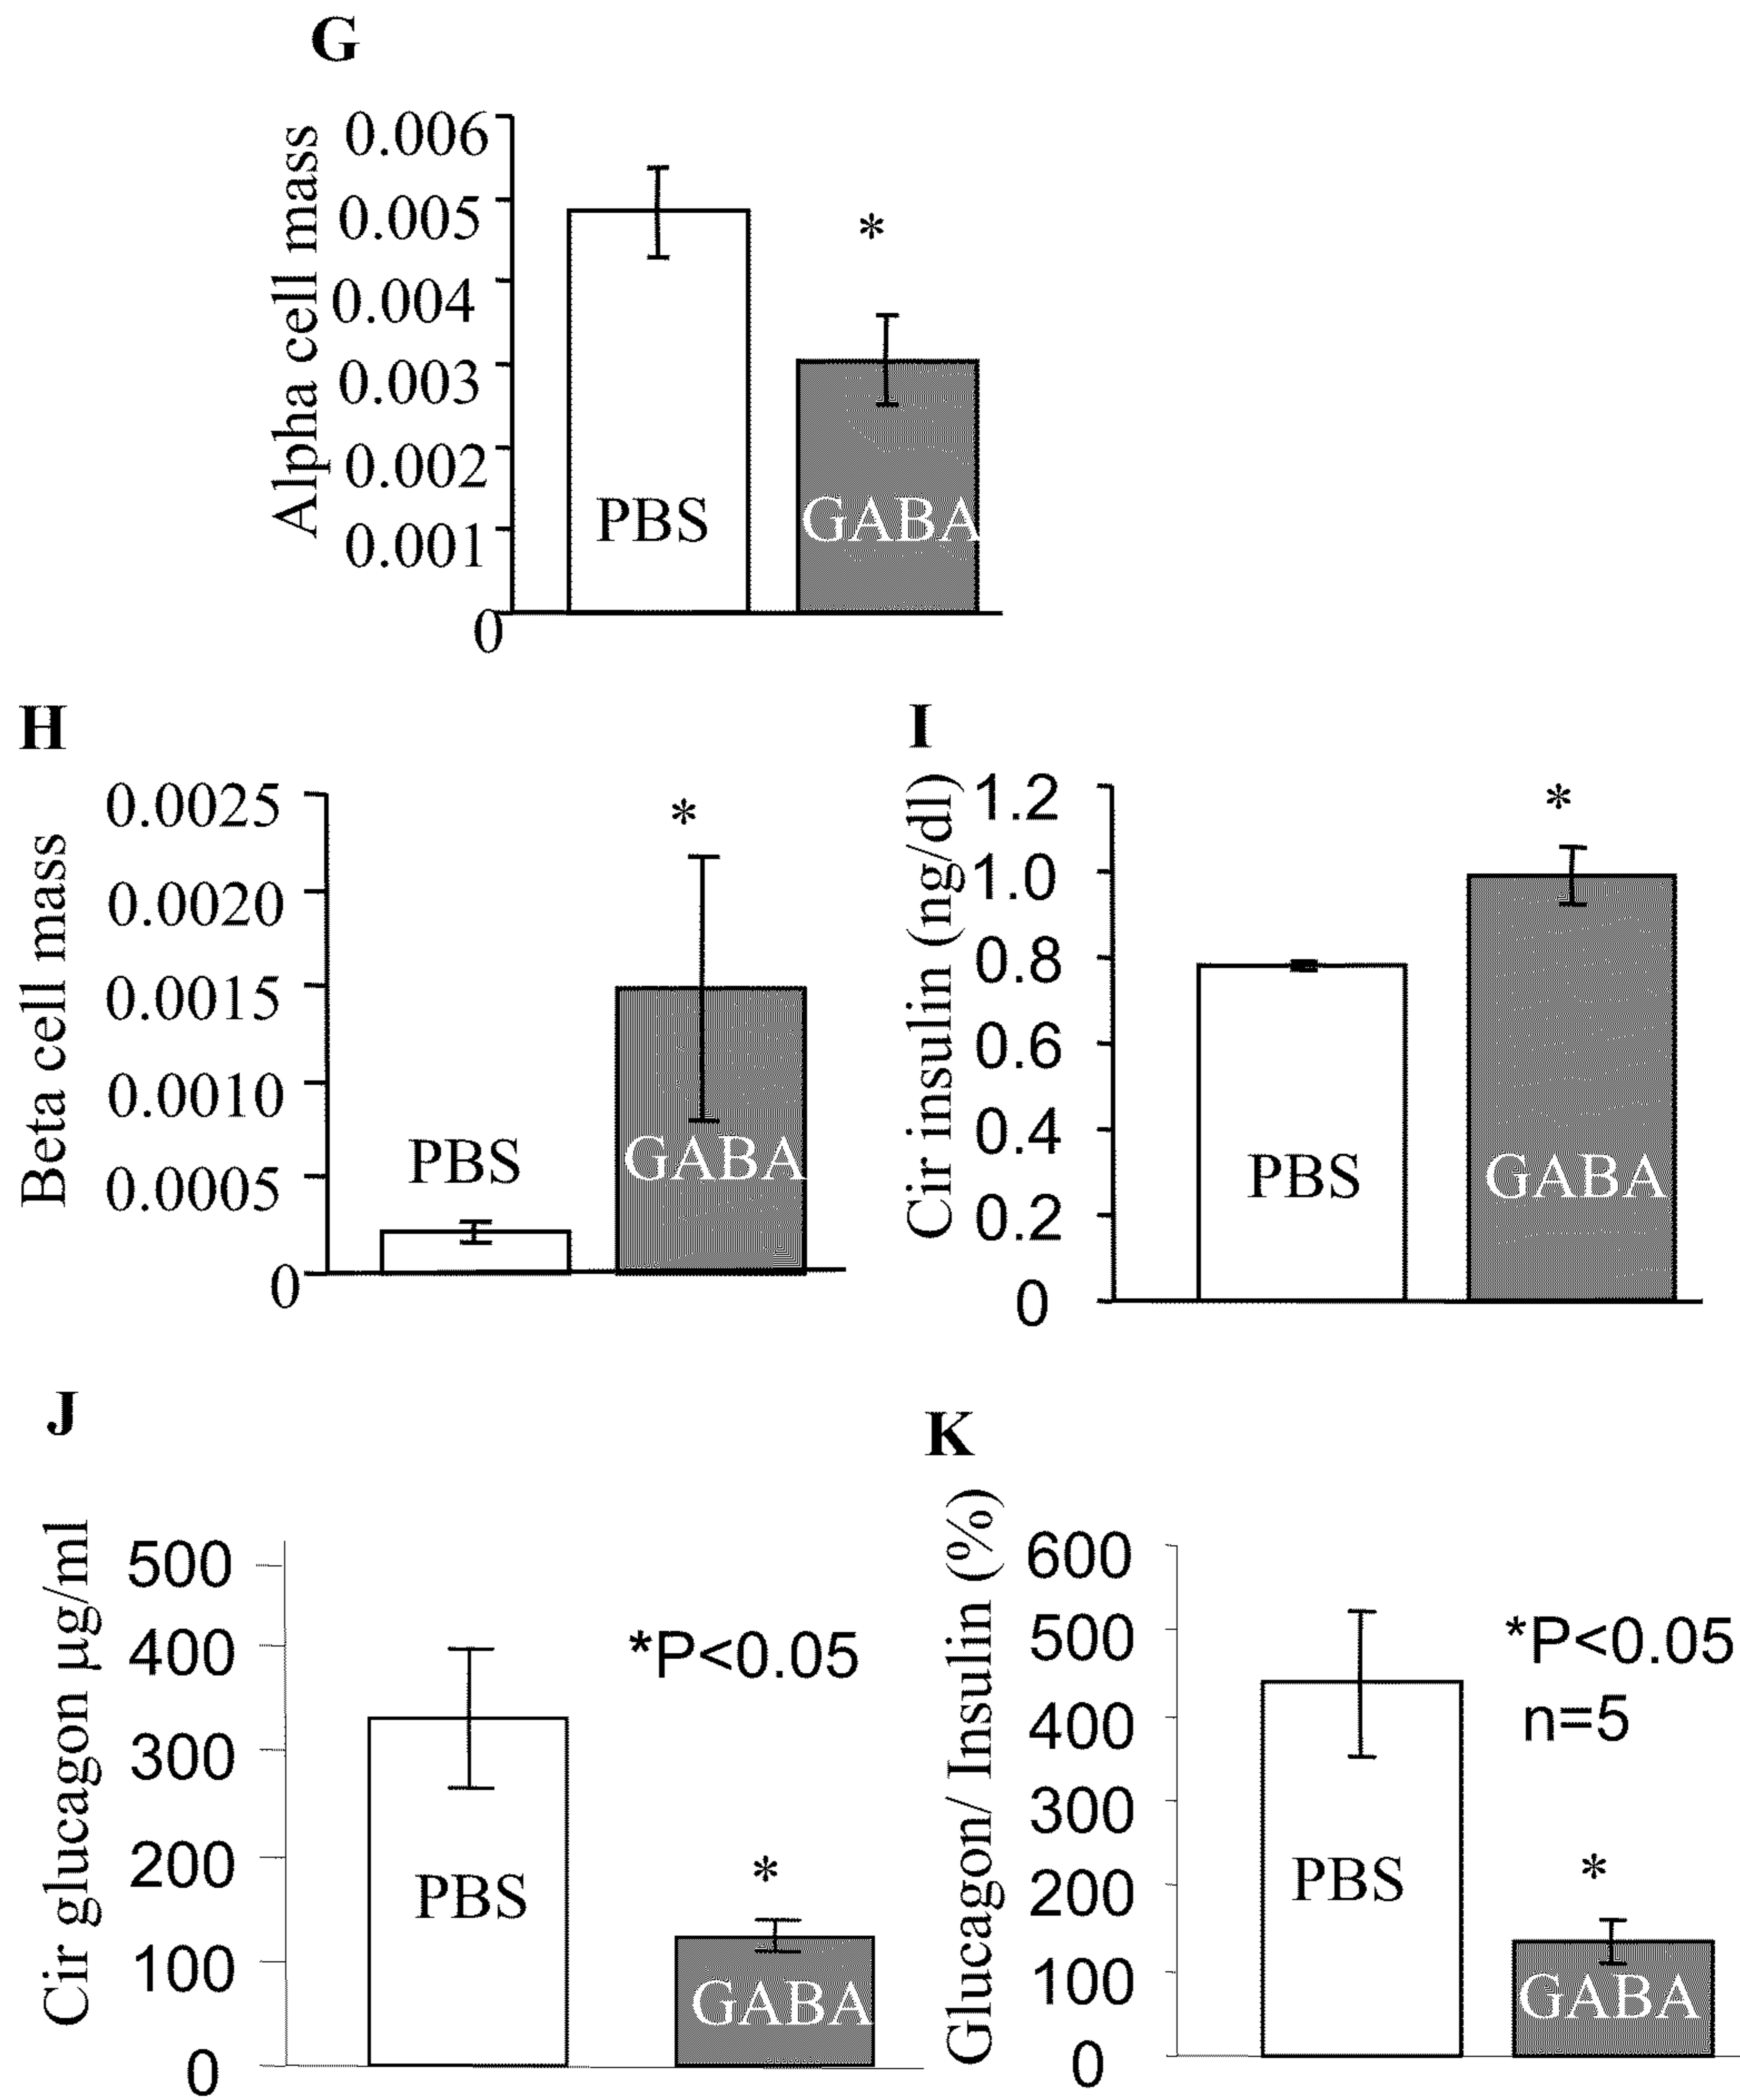 G
Alpha cell mass
0.006
0.005
0.004
0.003
0.002
0.001
0
*
PBS
GABA
H
Beta cell mass
0.0025
0.0020
0.0015
0.0010
0.0005
0
*
PBS
GABA
I
Cir insulin (ng/dl)
1.2
1.0
0.8
0.6
0.4
0.2
0
*
PBS
GABA
J
Cir glucagon µg/ml
500
400
300
200
100
0
*P<0.05
*
PBS
GABA
K
Glucagon/ Insulin (%)
600
500
400
300
200
100
0
*P<0.05
n=5
*
PBS
GABA